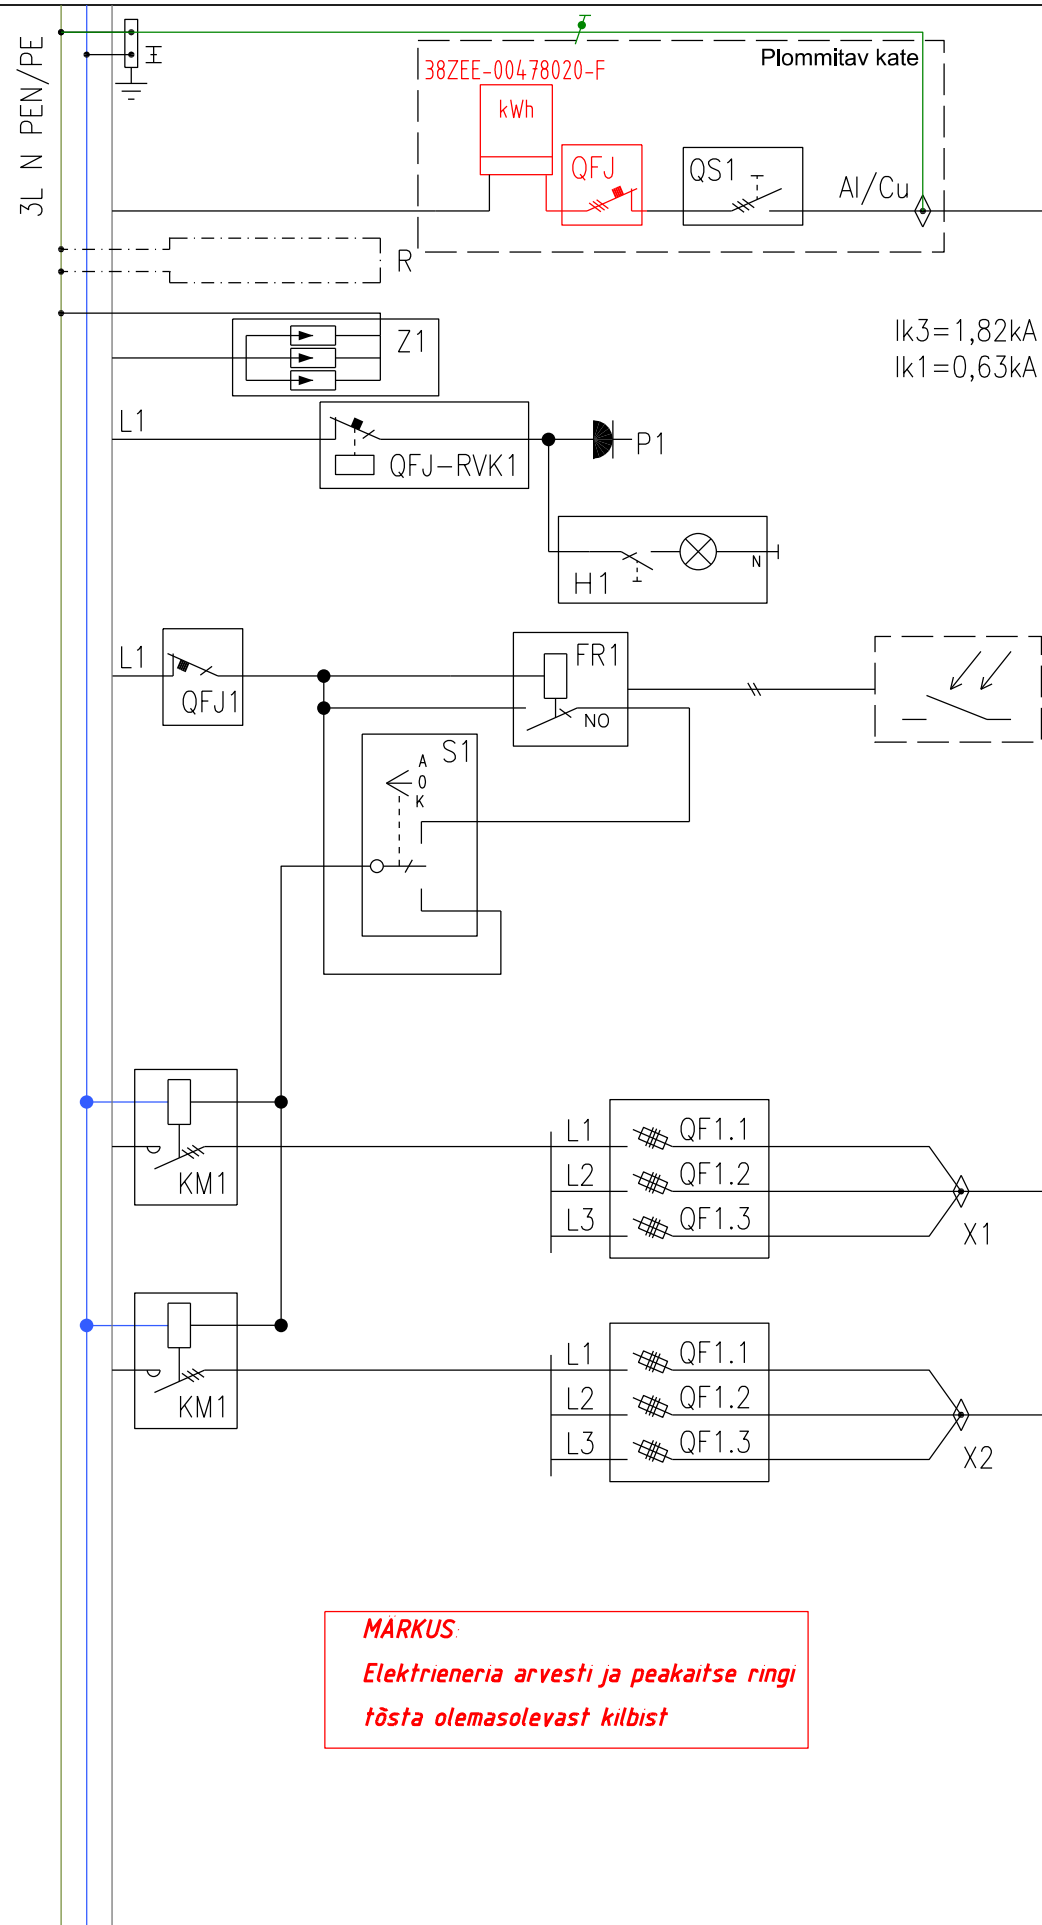 3L N PEN/PE
Plommitav kate
38ZEE-00478020-F
kWh
QFJ
QS1
Al/Cu
R
Z1
Ik3=1,82kA
Ik1=0,63kA
L1
P1
QFJ-RVK1
H1
N
L1
QFJ1
FR1
NO
S1
A
0
K
KM1
L1
QF1.1
L2
QF1.2
L3
QF1.3
X1
KM1
L1
QF1.1
L2
QF1.2
L3
QF1.3
X2
MÄRKUS:
Elektrieneria arvesti ja peakaitse ringi
tõsta olemasolevast kilbist